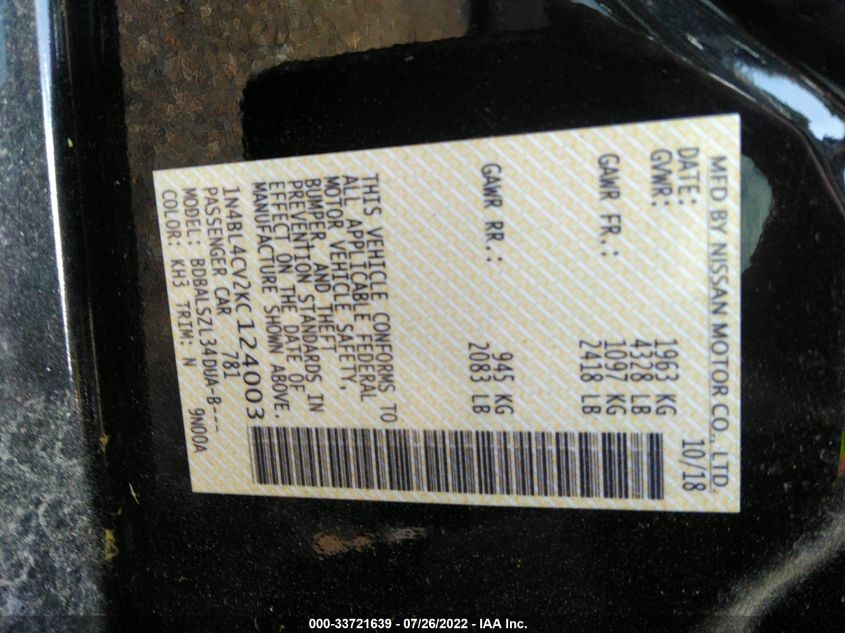 MFD BY NISSAN MOTOR CO., LTD.
DATE: 10/18
GVWR: 1963 KG
4328 LB
GAWR FR.: 1097 KG
2418 LB
GAWR RR.: 945 KG
2083 LB
THIS VEHICLE CONFORMS TO
ALL APPLICABLE FEDERAL
MOTOR VEHICLE SAFETY,
BUMPER, AND THEFT
PREVENTION STANDARDS IN
EFFECT ON THE DATE OF
MANUFACTURE SHOWN ABOVE.
1N4BL4CV2KC124003
PASSENGER CAR 781
MODEL: BDBALSZL34DUA-B---
COLOR: KH3 TRIM: N 9N00A
000-33721639 - 07/26/2022 - IAA Inc.